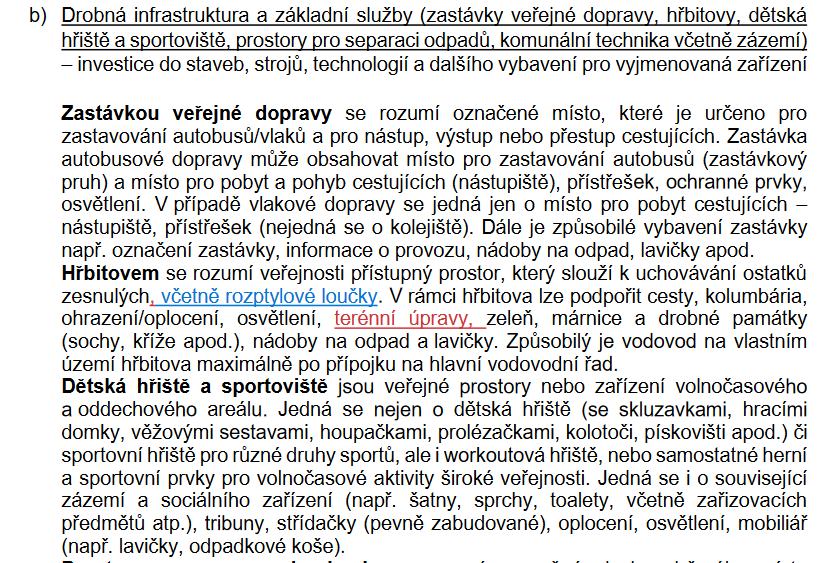 b) Drobná infrastruktura a základní služby (zastávky veřejné dopravy, hřbitovy, dětská
hřiště a sportoviště, prostory pro separaci odpadů, komunální technika včetně zázemí)
– investice do staveb, strojů, technologií a dalšího vybavení pro vyjmenovaná zařízení
Zastávkou veřejné dopravy se rozumí označené místo, které je určeno pro
zastavování autobusů/vlaků a pro nástup, výstup nebo přestup cestujících. Zastávka
autobusové dopravy může obsahovat místo pro zastavování autobusů (zastávkový
pruh) a místo pro pobyt a pohyb cestujících (nástupiště), přístřešek, ochranné prvky,
osvětlení. V případě vlakové dopravy se jedná jen o místo pro pobyt cestujících –
nástupiště, přístřešek (nejedná se o kolejiště). Dále je způsobilé vybavení zastávky
např. označení zastávky, informace o provozu, nádoby na odpad, lavičky apod.
Hřbitovem se rozumí veřejnosti přístupný prostor, který slouží k uchovávání ostatků
zesnulých, včetně rozptylové loučky. V rámci hřbitova lze podpořit cesty, kolumbária,
ohrazení/oplocení, osvětlení, terénní úpravy, zeleň, márnice a drobné památky
(sochy, kříže apod.), nádoby na odpad a lavičky. Způsobilý je vodovod na vlastním
území hřbitova maximálně po přípojku na hlavní vodovodní řad.
Dětská hřiště a sportoviště jsou veřejné prostory nebo zařízení volnočasového
a oddechového areálu. Jedná se nejen o dětská hřiště (se skluzavkami, hracími
domky, věžovými sestavami, houpačkami, prolézačkami, kolotoči, pískovišti apod.) či
sportovní hřiště pro různé druhy sportů, ale i workoutová hřiště, nebo samostatné herní
a sportovní prvky pro volnočasové aktivity široké veřejnosti. Jedná se i o související
zázemí a sociálního zařízení (např. šatny, sprchy, toalety, včetně zařizovacích
předmětů atp.), tribuny, střídačky (pevně zabudované), oplocení, osvětlení, mobiliář
(např. lavičky, odpadkové koše).